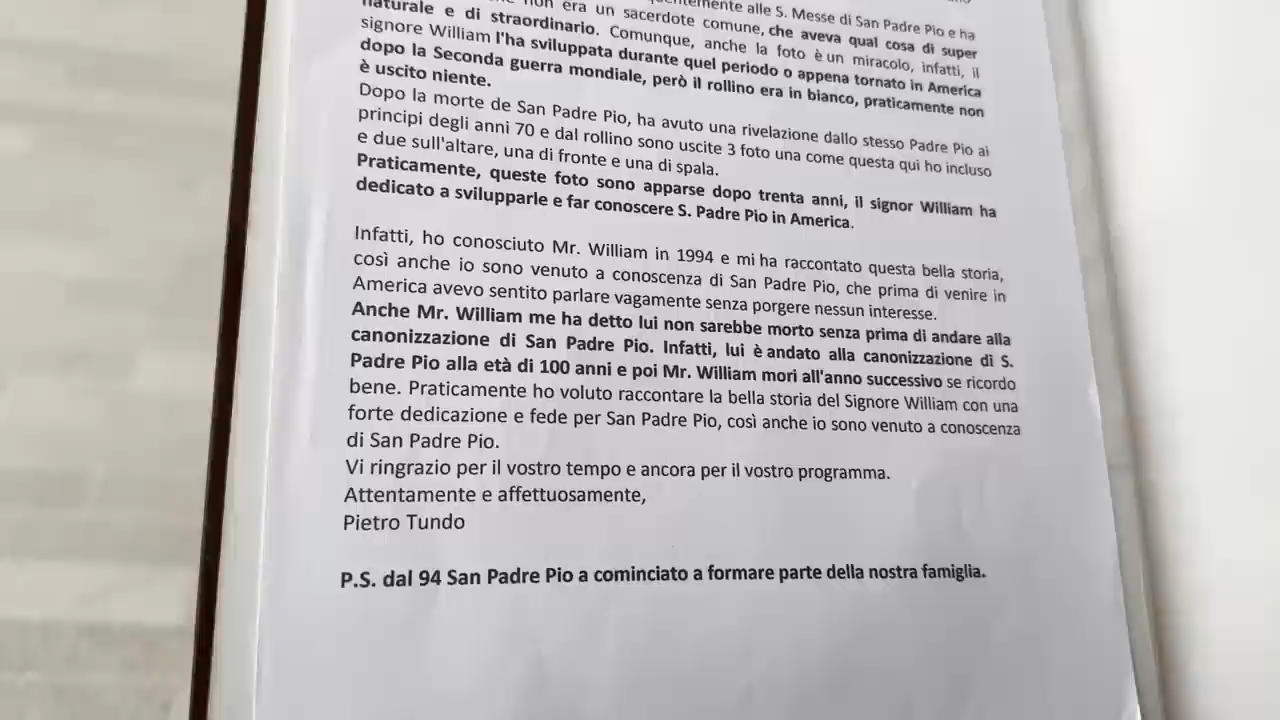 alle S. Messe di San Padre Pio e ha
non era un sacerdote comune, che aveva qual cosa di super
naturale e di straordinario. Comunque, anche la foto è un miracolo, infatti, il
signore William l'ha sviluppata durante quel periodo o appena tornato in America
dopo la Seconda guerra mondiale, però il rollino era in bianco, praticamente non
è uscito niente.
Dopo la morte de San Padre Pio, ha avuto una rivelazione dallo stesso Padre Pio ai
principi degli anni 70 e dal rollino sono uscite 3 foto una come questa qui ho incluso
e due sull'altare, una di fronte e una di spala.
Praticamente, queste foto sono apparse dopo trenta anni, il signor William ha
dedicato a svilupparle e far conoscere S. Padre Pio in America.
Infatti, ho conosciuto Mr. William in 1994 e mi ha raccontato questa bella storia,
così anche io sono venuto a conoscenza di San Padre Pio, che prima di venire in
America avevo sentito parlare vagamente senza porgere nessun interesse.
Anche Mr. William me ha detto lui non sarebbe morto senza prima di andare alla
canonizzazione di San Padre Pio. Infatti, lui è andato alla canonizzazione di S.
Padre Pio alla età di 100 anni e poi Mr. William mori all'anno successivo se ricordo
bene. Praticamente ho voluto raccontare la bella storia del Signore William con una
forte dedicazione e fede per San Padre Pio, così anche io sono venuto a conoscenza
di San Padre Pio.
Vi ringrazio per il vostro tempo e ancora per il vostro programma.
Attentamente e affettuosamente,
Pietro Tundo
P.S. dal 94 San Padre Pio a cominciato a formare parte della nostra famiglia.